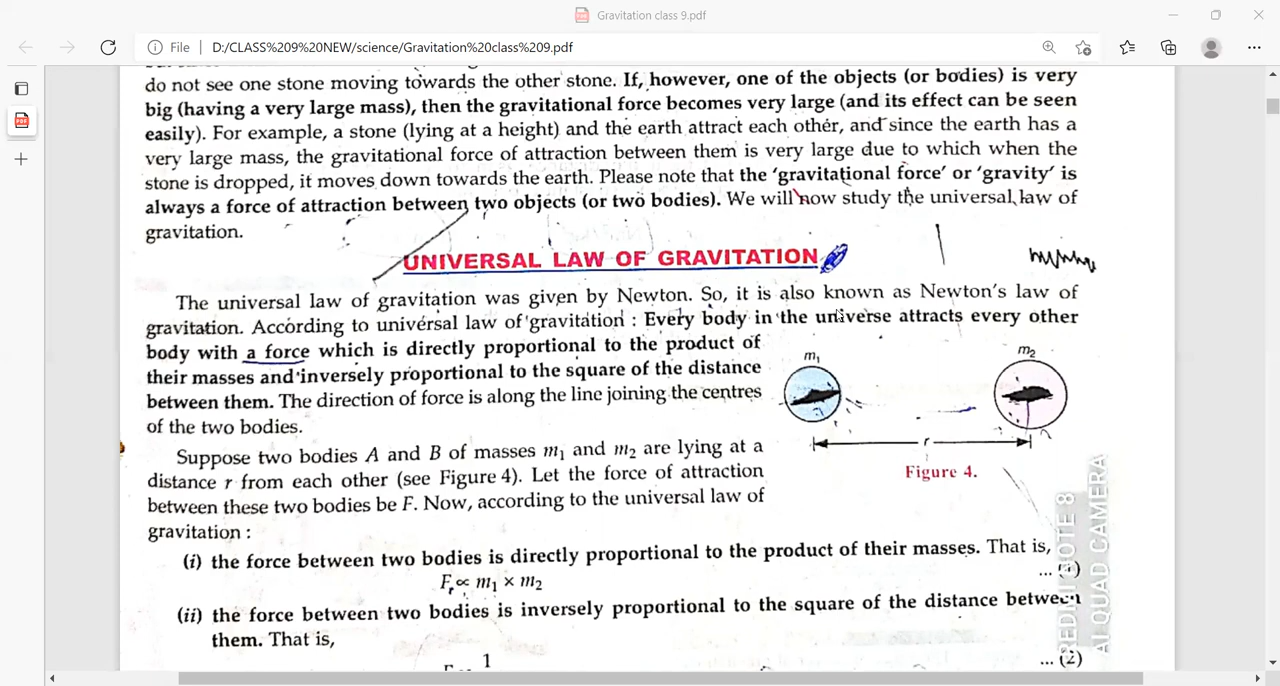 Gravitation class 9.pdf
File | D:/CLASS%209%20NEW/science/Gravitation%20class%209.pdf
do not see one stone moving towards the other stone. If, however, one of the objects (or bodies) is very
big (having a very large mass), then the gravitational force becomes very large (and its effect can be seen
easily). For example, a stone (lying at a height) and the earth attract each other, and since the earth has a
very large mass, the gravitational force of attraction between them is very large due to which when the
stone is dropped, it moves down towards the earth. Please note that the 'gravitational force' or 'gravity' is
always a force of attraction between two objects (or two bodies). We will now study the universal law of
gravitation.
UNIVERSAL LAW OF GRAVITATION
The universal law of gravitation was given by Newton. So, it is also known as Newton's law of
gravitation. According to universal law of gravitation : Every body in the universe attracts every other
body with a force which is directly proportional to the product of
their masses and inversely proportional to the square of the distance
between them. The direction of force is along the line joining the centres
of the two bodies.
m₁
m₂
r
Figure 4.
Suppose two bodies A and B of masses m₁ and m₂ are lying at a
distance r from each other (see Figure 4). Let the force of attraction
between these two bodies be F. Now, according to the universal law of
gravitation :
(i) the force between two bodies is directly proportional to the product of their masses. That is,
F ∝ m₁ × m₂ ... (1)
(ii) the force between two bodies is inversely proportional to the square of the distance between
them. That is,
1
... (2)
REDMI NOTE 8
AI QUAD CAMERA